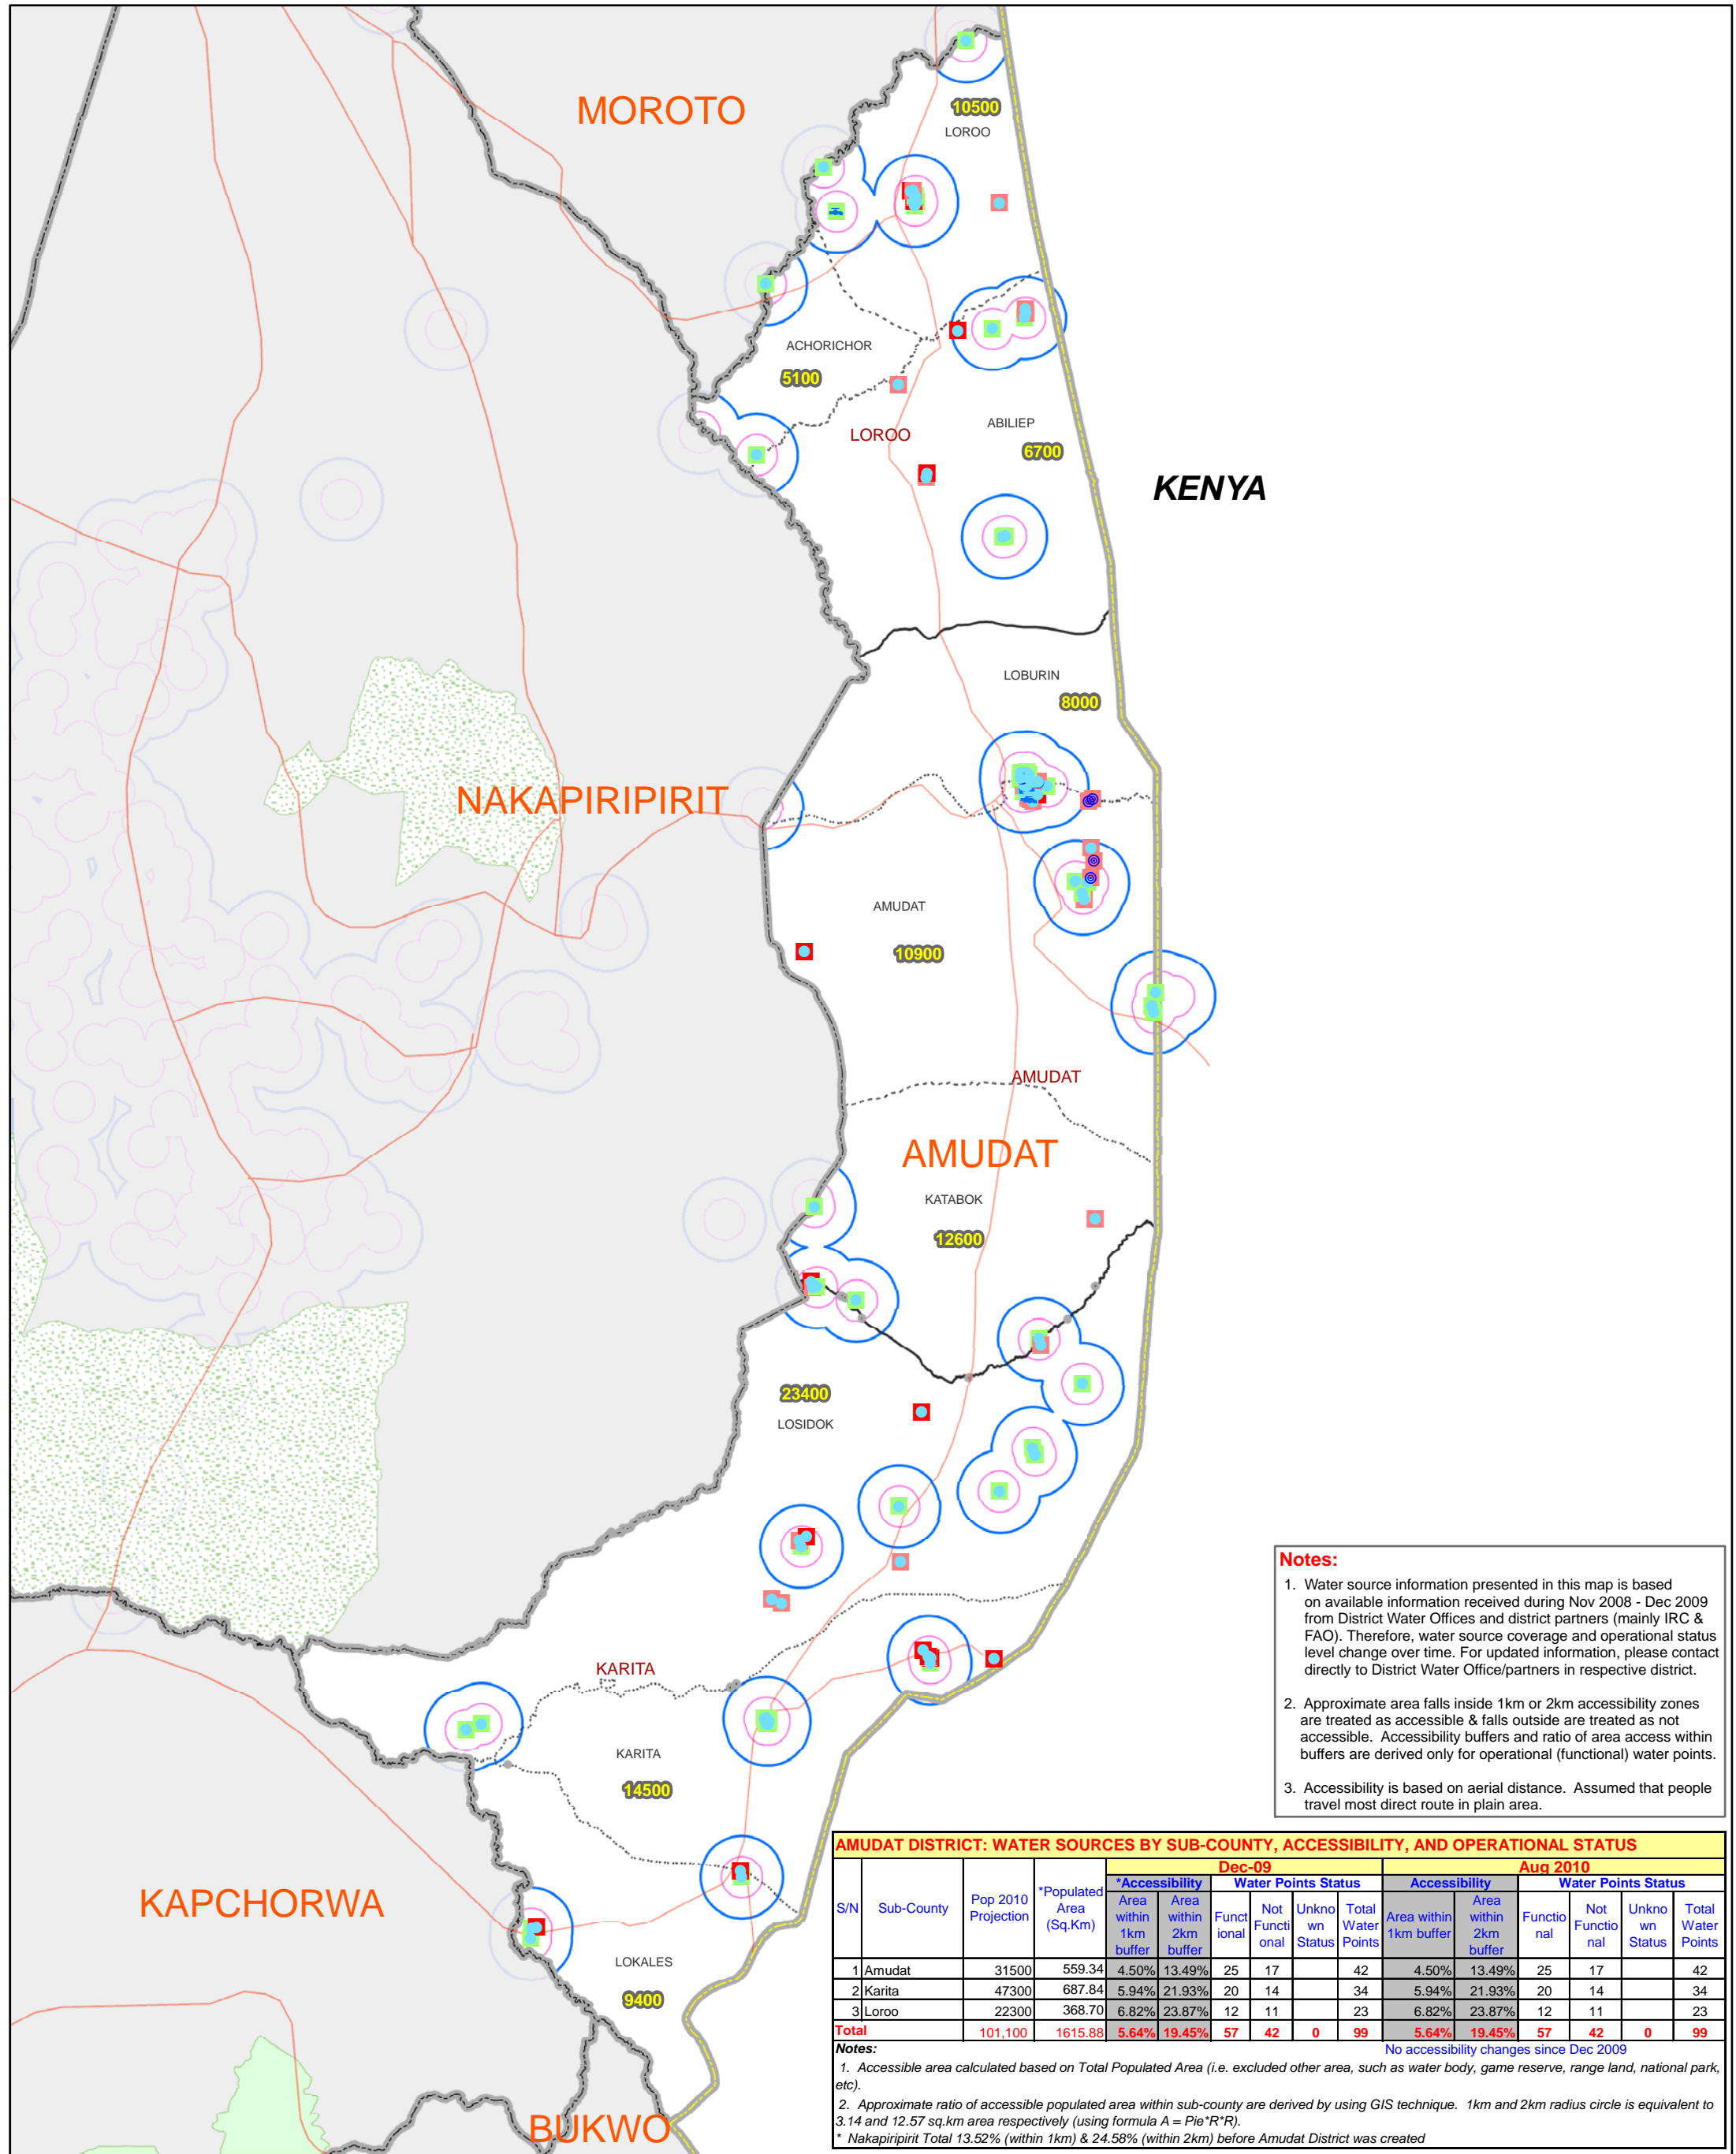 MOROTO
10500
LOROO
ACHORICHOR
5100
LOROO
ABILIEP
6700
KENYA
LOBURIN
8000
NAKAPIRIPIRIT
AMUDAT
10900
AMUDAT
AMUDAT
KATABOK
12600
23400
LOSIDOK
KARITA
KARITA
14500
KAPCHORWA
LOKALES
9400
BUKWO
Notes:
1. Water source information presented in this map is based
on available information received during Nov 2008 - Dec 2009
from District Water Offices and district partners (mainly IRC &
FAO). Therefore, water source coverage and operational status
level change over time. For updated information, please contact
directly to District Water Office/partners in respective district.
2. Approximate area falls inside 1km or 2km accessibility zones
are treated as accessible & falls outside are treated as not
accessible. Accessibility buffers and ratio of area access within
buffers are derived only for operational (functional) water points.
3. Accessibility is based on aerial distance. Assumed that people
travel most direct route in plain area.
AMUDAT DISTRICT: WATER SOURCES BY SUB-COUNTY, ACCESSIBILITY, AND OPERATIONAL STATUS
S/N Sub-County Pop 2010 Projection *Populated Area (Sq.Km) Dec-09 Aug 2010
*Accessibility Water Points Status Accessibility Water Points Status
Area within 1km buffer Area within 2km buffer Funct ional Not Functi onal Unkno wn Status Total Water Points Area within 1km buffer Area within 2km buffer Functio nal Not Functio nal Unkno wn Status Total Water Points
1 Amudat 31500 559.34 4.50% 13.49% 25 17 42 4.50% 13.49% 25 17 42
2 Karita 47300 687.84 5.94% 21.93% 20 14 34 5.94% 21.93% 20 14 34
3 Loroo 22300 368.70 6.82% 23.87% 12 11 23 6.82% 23.87% 12 11 23
Total 101,100 1615.88 5.64% 19.45% 57 42 0 99 5.64% 19.45% 57 42 0 99
Notes: No accessibility changes since Dec 2009
1. Accessible area calculated based on Total Populated Area (i.e. excluded other area, such as water body, game reserve, range land, national park,
etc).
2. Approximate ratio of accessible populated area within sub-county are derived by using GIS technique. 1km and 2km radius circle is equivalent to
3.14 and 12.57 sq.km area respectively (using formula A = Pie*R*R).
* Nakapiripirit Total 13.52% (within 1km) & 24.58% (within 2km) before Amudat District was created